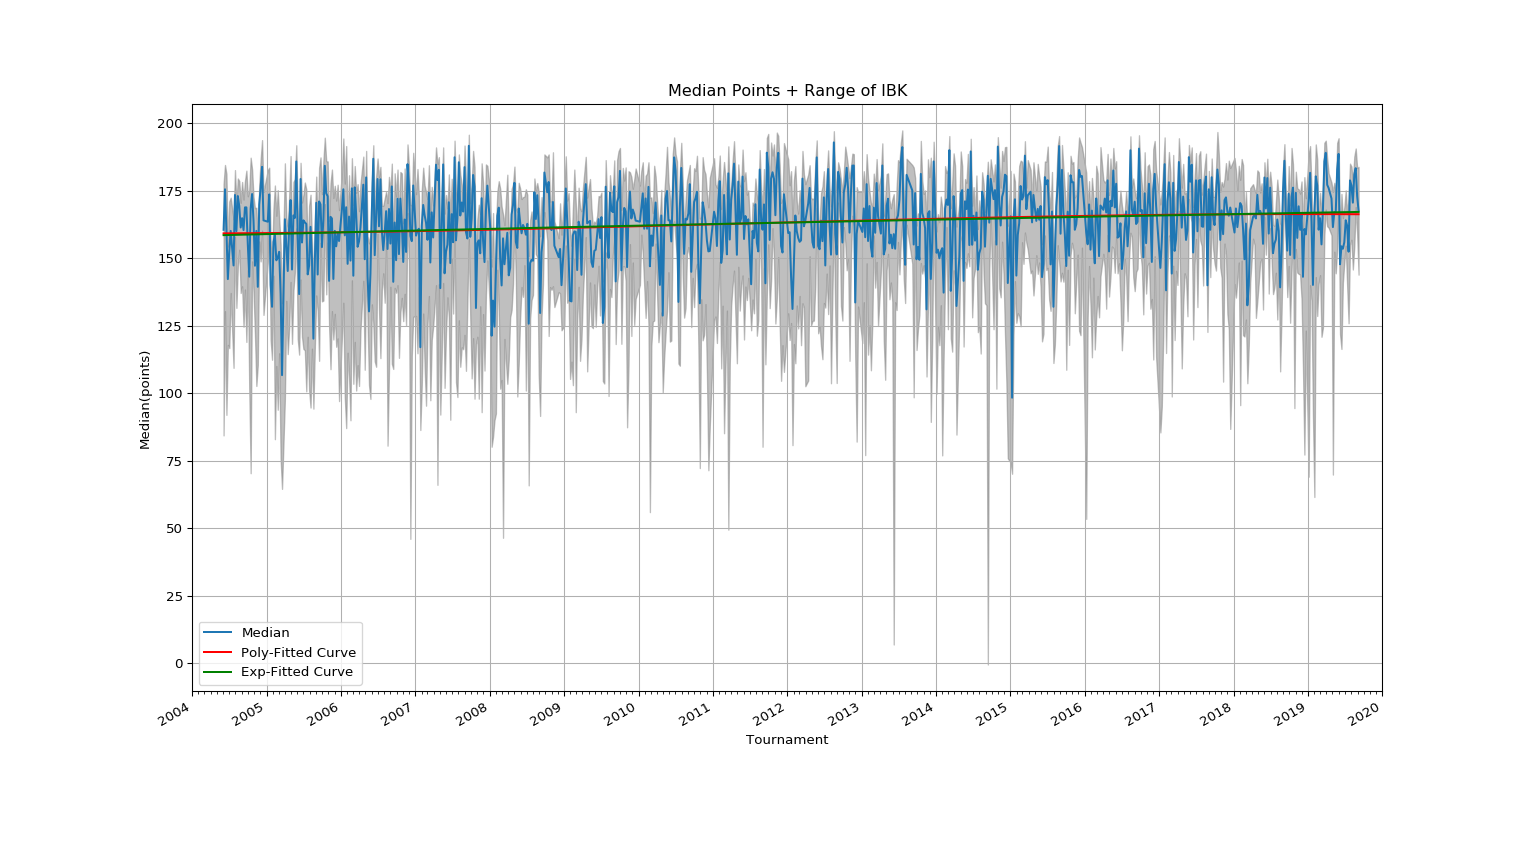 Median Points + Range of IBK
200
175
150
125
100
75
50
25
0
Median(points)
Median
Poly-Fitted Curve
Exp-Fitted Curve
2004 2005 2006 2007 2008 2009 2010 2011 2012 2013 2014 2015 2016 2017 2018 2019 2020
Tournament